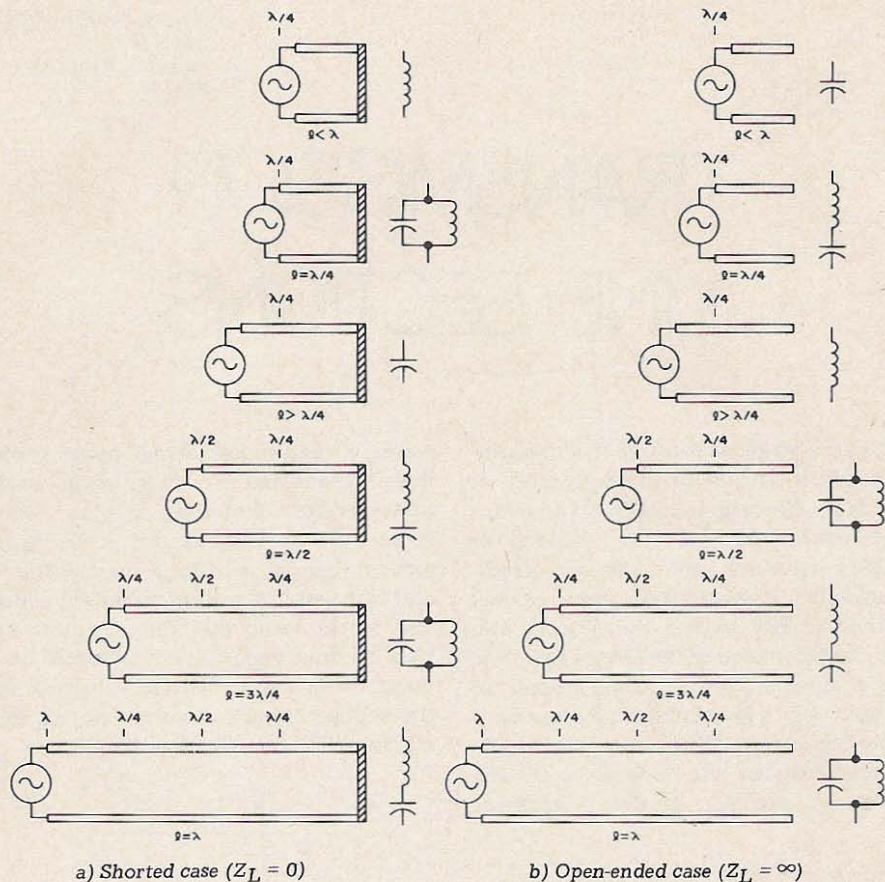 λ/4 λ/4
ℓ< λ ℓ< λ
λ/4 λ/4
ℓ=λ/4 ℓ=λ/4
λ/4 λ/4
ℓ> λ/4 ℓ> λ/4
λ/2 λ/4 λ/2 λ/4
ℓ=λ/2 ℓ=λ/2
λ/4 λ/2 λ/4 λ/4 λ/2 λ/4
ℓ=3λ/4 ℓ=3λ/4
λ λ/4 λ/2 λ/4 λ λ/4 λ/2 λ/4
ℓ=λ ℓ=λ
a) Shorted case (Z_L = 0) b) Open-ended case (Z_L = ∞)